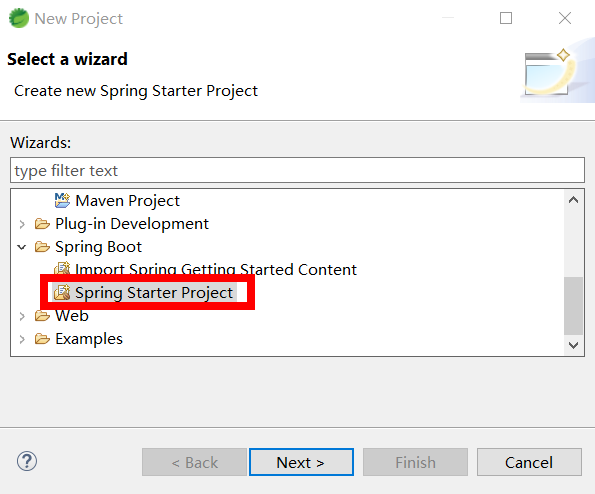 New Project
Select a wizard
Create new Spring Starter Project
Wizards:
type filter text
Maven Project
Plug-in Development
Spring Boot
Import Spring Getting Started Content
Spring Starter Project
Web
Examples
?
< Back
Next >
Finish
Cancel